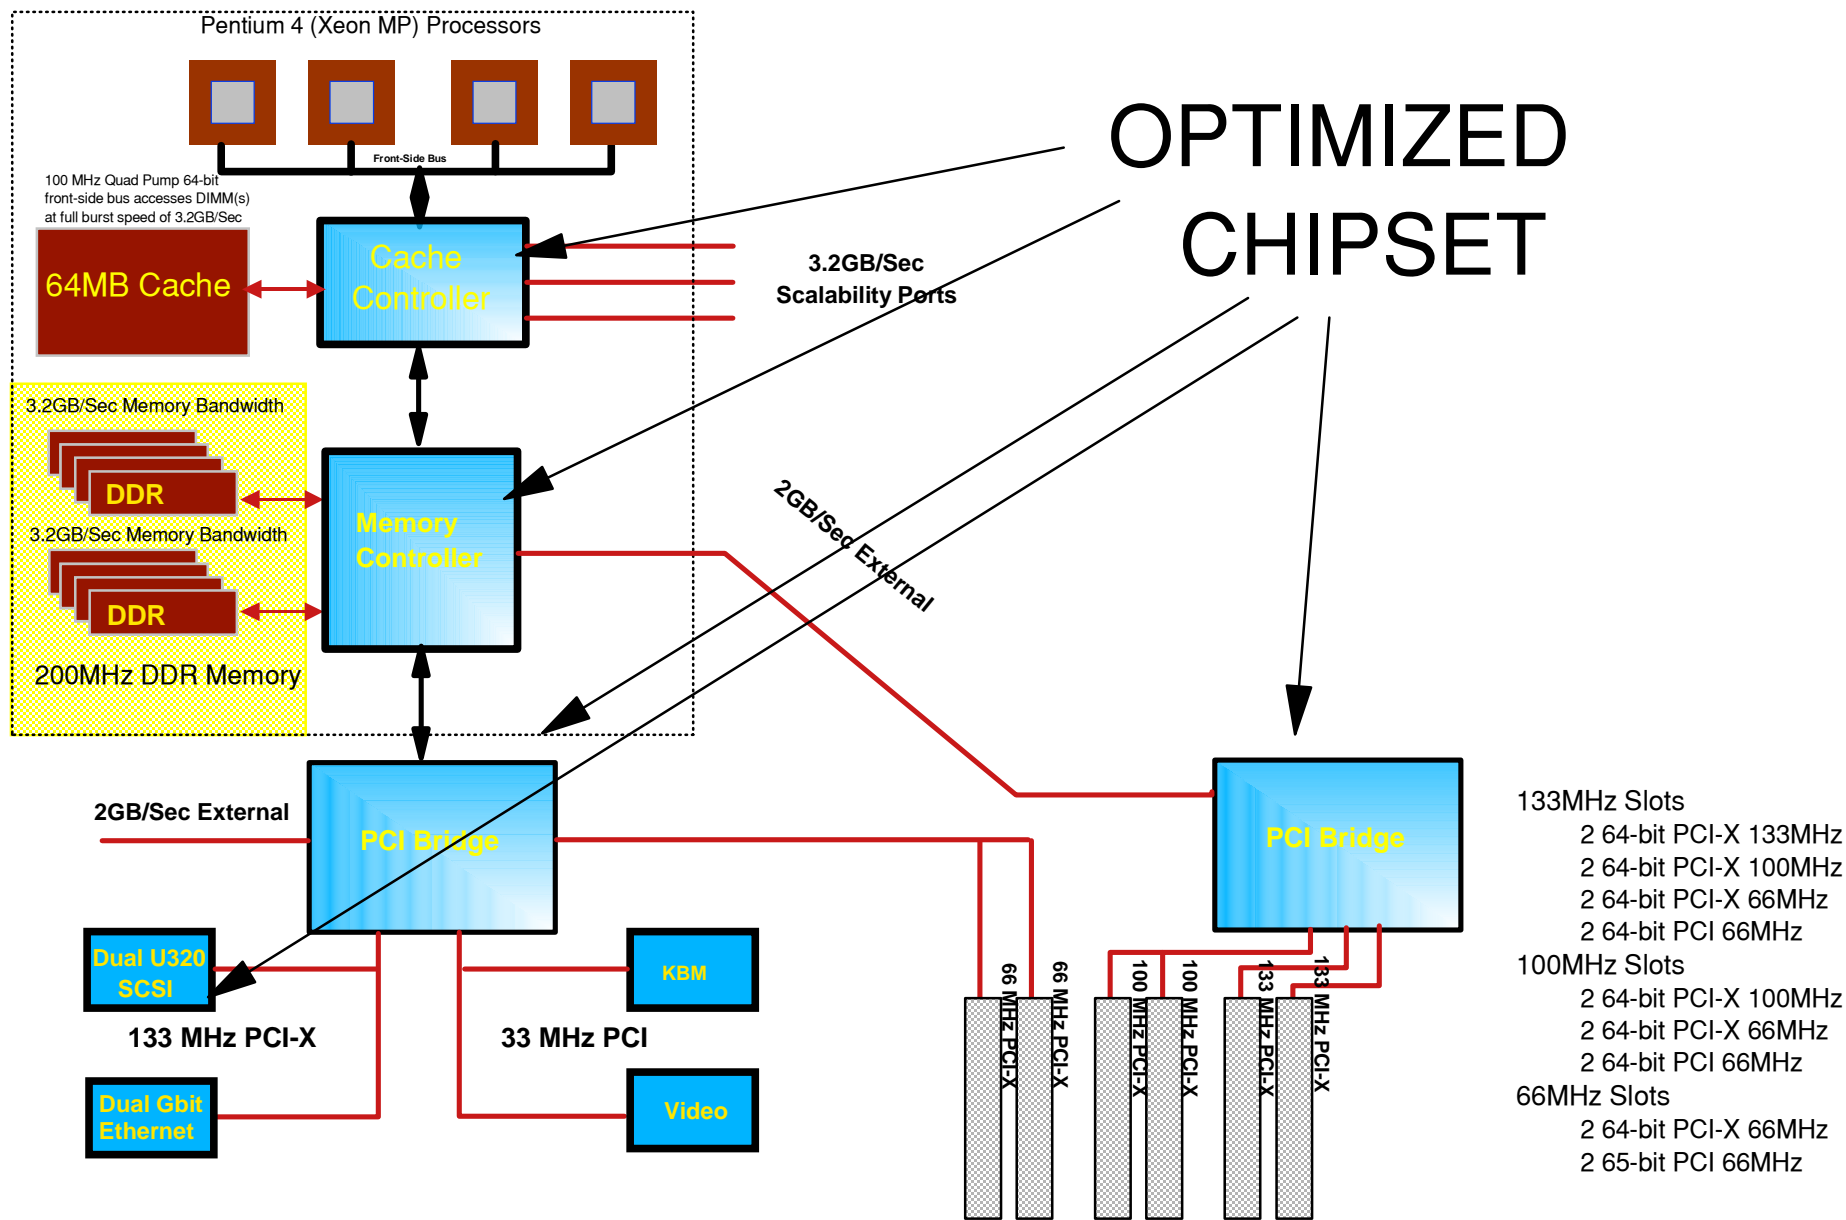 Pentium 4 (Xeon MP) Processors
OPTIMIZED
CHIPSET
Front-Side Bus
100 MHz Quad Pump 64-bit
front-side bus accesses DIMM(s)
at full burst speed of 3.2GB/Sec
64MB Cache
Cache
Controller
3.2GB/Sec
Scalability Ports
3.2GB/Sec Memory Bandwidth
DDR
3.2GB/Sec Memory Bandwidth
DDR
200MHz DDR Memory
Memory
Controller
2GB/Sec External
2GB/Sec External
PCI Bridge
PCI Bridge
Dual U320
SCSI
KBM
133 MHz PCI-X
33 MHz PCI
Dual Gbit
Ethernet
Video
66 MHz PCI-X
66 MHz PCI-X
100 MHz PCI-X
100 MHz PCI-X
133 MHz PCI-X
133 MHz PCI-X
133MHz Slots
2 64-bit PCI-X 133MHz
2 64-bit PCI-X 100MHz
2 64-bit PCI-X 66MHz
2 64-bit PCI 66MHz
100MHz Slots
2 64-bit PCI-X 100MHz
2 64-bit PCI-X 66MHz
2 64-bit PCI 66MHz
66MHz Slots
2 64-bit PCI-X 66MHz
2 65-bit PCI 66MHz